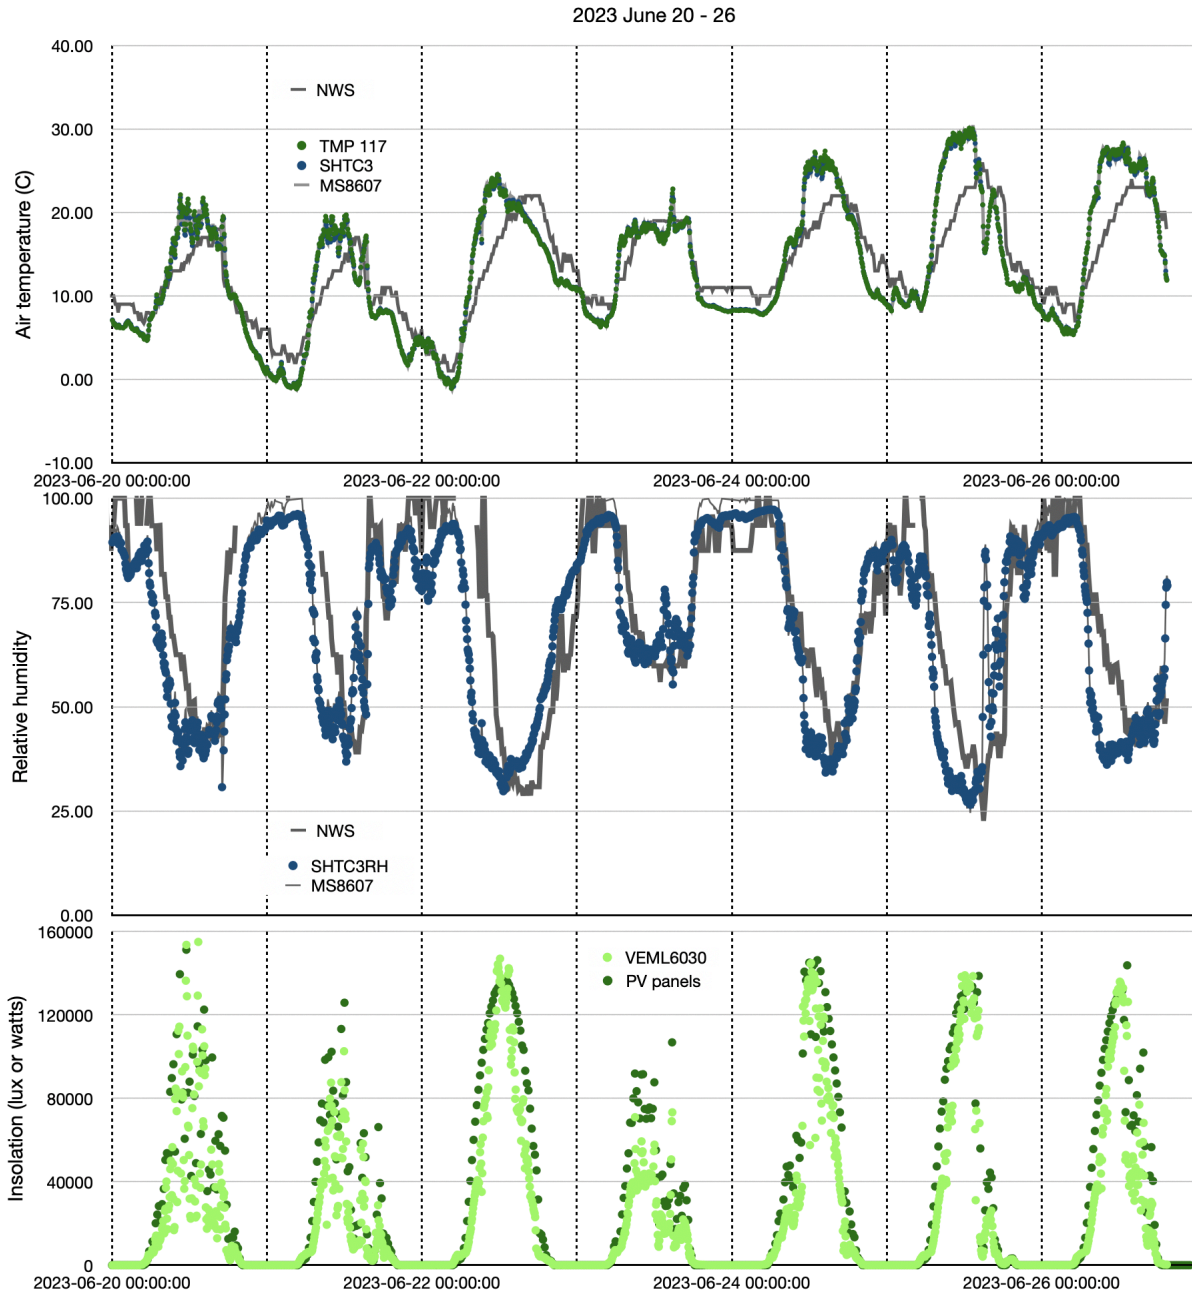 2023 June 20 - 26
40.00
30.00
20.00
10.00
0.00
-10.00
Air temperature (C)
NWS
TMP 117
SHTC3
MS8607
2023-06-20 00:00:00
2023-06-22 00:00:00
2023-06-24 00:00:00
2023-06-26 00:00:00
100.00
75.00
50.00
25.00
0.00
Relative humidity
NWS
SHTC3RH
MS8607
160000
120000
80000
40000
0
Insolation (lux or watts)
VEML6030
PV panels
2023-06-20 00:00:00
2023-06-22 00:00:00
2023-06-24 00:00:00
2023-06-26 00:00:00